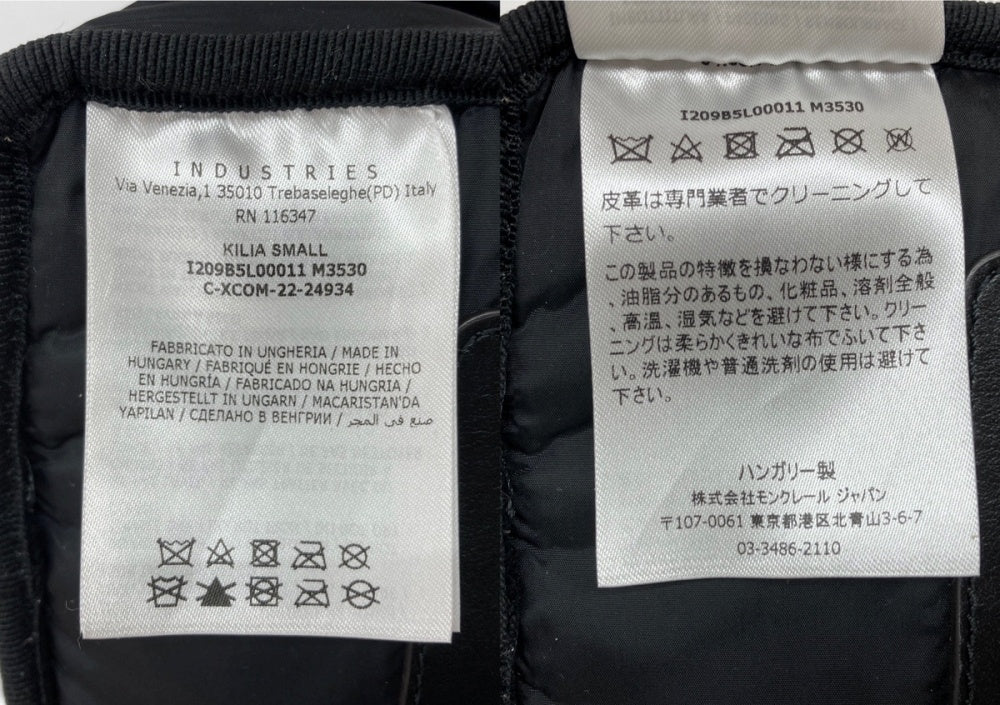 INDUSTRIES
Via Venezia,1 35010 Trebaseleghe(PD) Italy
RN 116347
KILIA SMALL
I209B5L00011 M3530
C-XCOM-22-24934
FABBRICATO IN UNGHERIA / MADE IN
HUNGARY / FABRIQUÉ EN HONGRIE / HECHO
EN HUNGRÍA / FABRICADO NA HUNGRIA /
HERGESTELLT IN UNGARN / MACARISTAN'DA
YAPILAN / СДЕЛАНО В ВЕНГРИИ / صنع في المجر
I209B5L00011 M3530
皮革は専門業者でクリーニングして
下さい。
この製品の特徴を損なわない様にする為
、油脂分のあるもの、化粧品、溶剤全般
、高温、湿気などを避けて下さい。クリー
ニングは柔らかくきれいな布でふいて下さ
い。洗濯機や普通洗剤の使用は避けて
下さい。
ハンガリー製
株式会社モンクレール ジャパン
〒107-0061 東京都港区北青山3-6-7
03-3486-2110